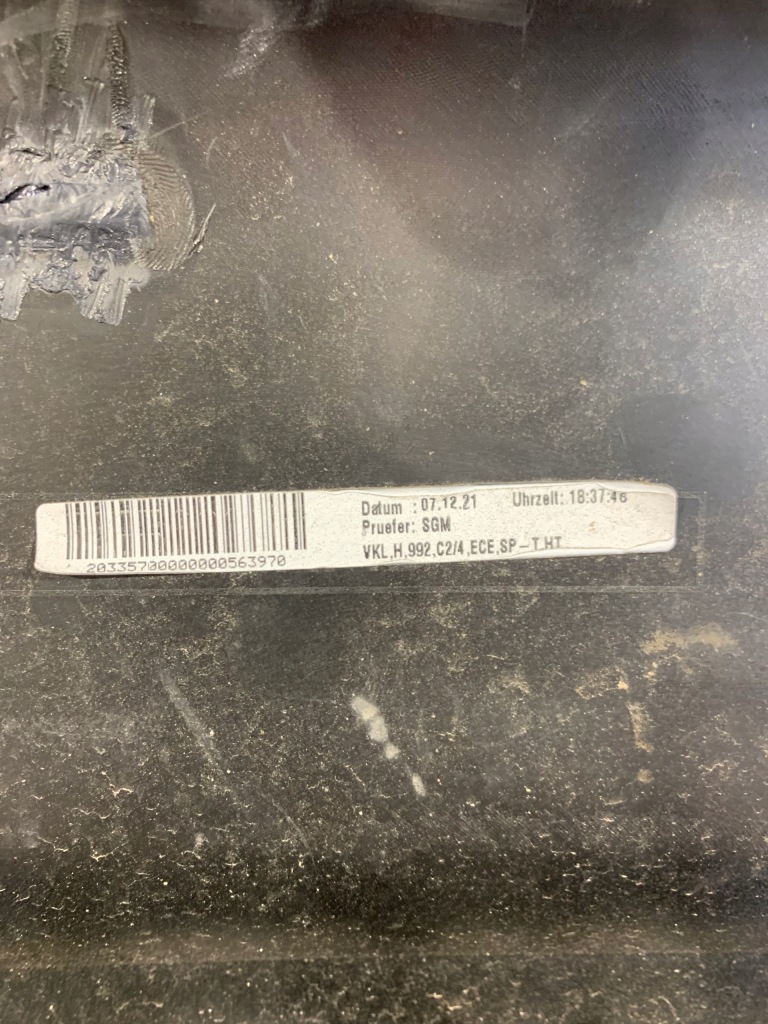 20335700000000563970
Datum : 07.12.21 Uhrzeit: 18:37:46
Pruefer: SGM
VKL,H,992,C2/4,ECE,SP-T,HT